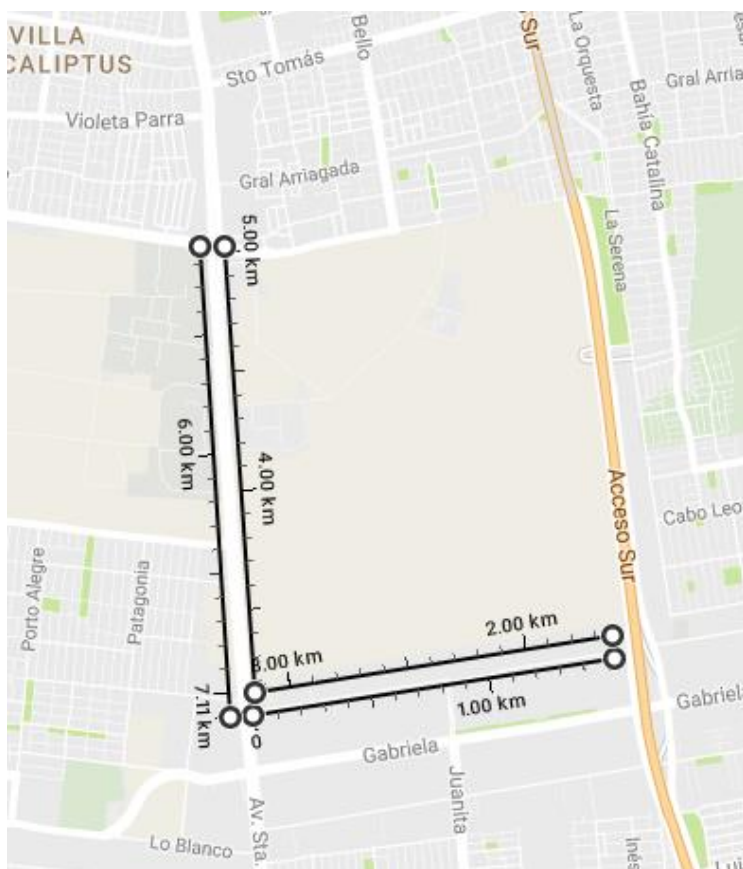 VILLA
CALIPTUS
Sto Tomás
Bello
Sur
La Orquesta
Gral Arria
Violeta Parra
Bahía Catalina
Gral Arriagada
La Serena
5.00 km
6.00 km
4.00 km
Acceso Sur
Cabo Leo
Porto Alegre
Patagonia
2.00 km
3.00 km
7.11 km
1.00 km
0
Gabriela
Gabriela
Juanita
Av. Sta.
Lo Blanco
Inés
Lui